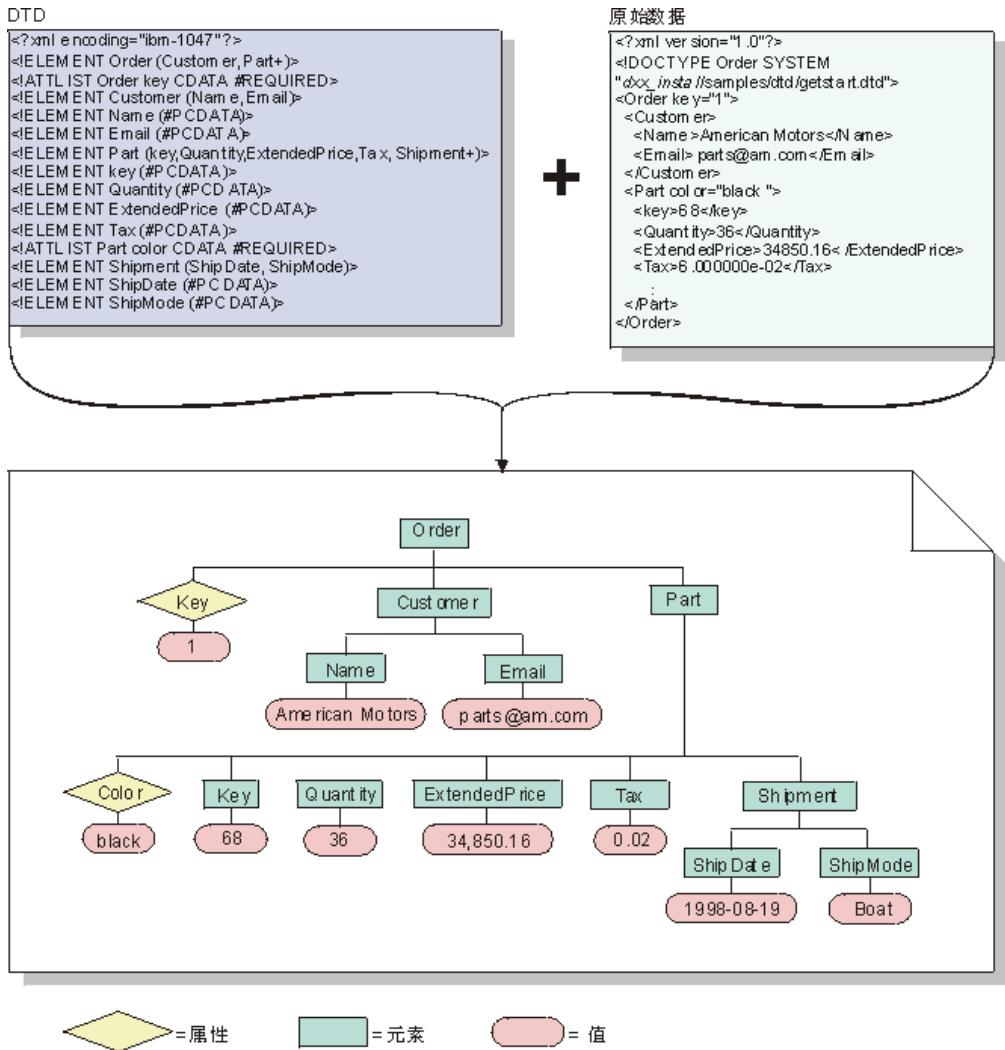 DTD
<?xml encoding="ibm-1047"?>
<!ELEMENT Order (Customer,Part+)>
<!ATTLIST Order key CDATA #REQUIRED>
<!ELEMENT Customer (Name,Email)>
<!ELEMENT Name (#PCDATA)>
<!ELEMENT Email (#PCDATA)>
<!ELEMENT Part (key,Quantity,ExtendedPrice,Tax, Shipment+)>
<!ELEMENT key (#PCDATA)>
<!ELEMENT Quantity (#PCDATA)>
<!ELEMENT ExtendedPrice (#PCDATA)>
<!ELEMENT Tax (#PCDATA)>
<!ATTLIST Part color CDATA #REQUIRED>
<!ELEMENT Shipment (ShipDate, ShipMode)>
<!ELEMENT ShipDate (#PCDATA)>
<!ELEMENT ShipMode (#PCDATA)>
+
原始数据
<?xml version="1.0"?>
<!DOCTYPE Order SYSTEM
"dxx_install/samples/dtd/getstart.dtd">
<Order key="1">
<Customer>
<Name>American Motors</Name>
<Email>parts@am.com</Email>
</Customer>
<Part color="black ">
<key>68</key>
<Quantity>36</Quantity>
<ExtendedPrice>34850.16</ExtendedPrice>
<Tax>6.000000e-02</Tax>
:
</Part>
</Order>
Order
Key
Customer
Part
1
Name
Email
American Motors
parts@am.com
Color
Key
Quantity
ExtendedPrice
Tax
Shipment
black
68
36
34,850.16
0.02
ShipDate
ShipMode
1998-08-19
Boat
=属性
=元素
= 值